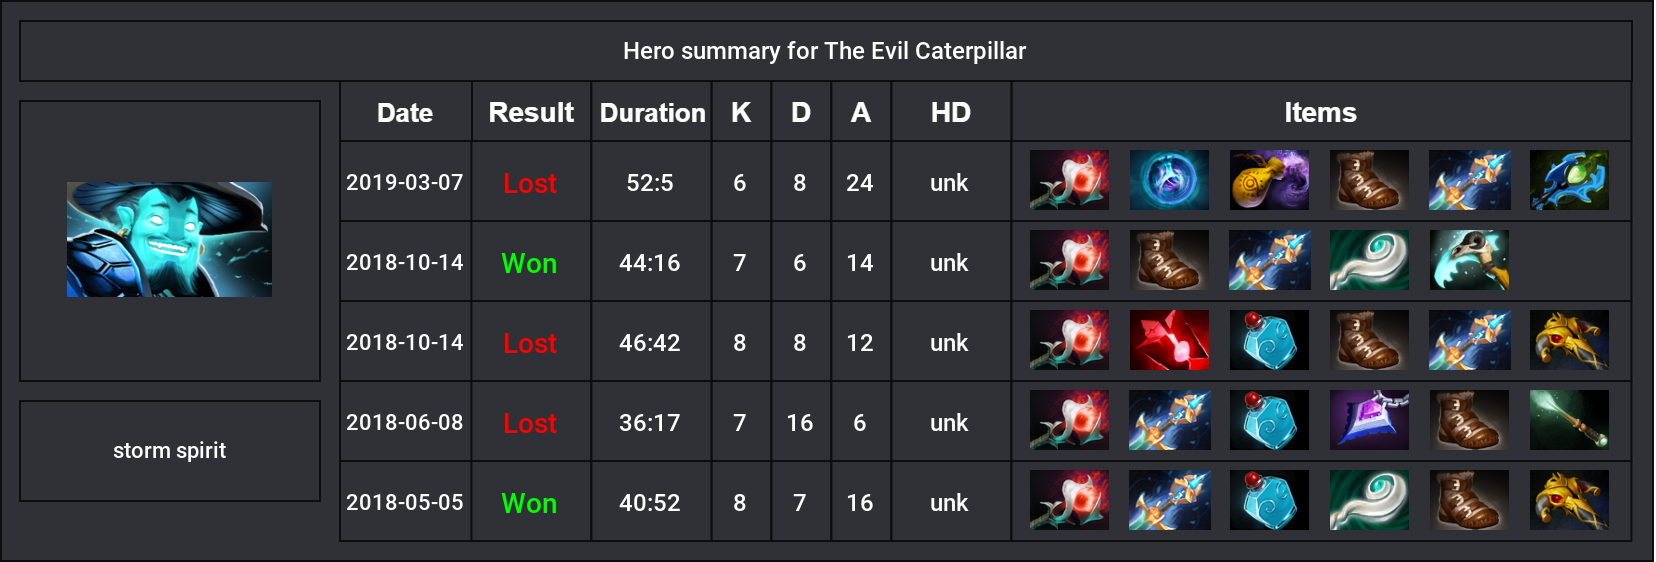 Hero summary for The Evil Caterpillar
Date Result Duration K D A HD Items
2019-03-07 Lost 52:5 6 8 24 unk
2018-10-14 Won 44:16 7 6 14 unk
2018-10-14 Lost 46:42 8 8 12 unk
2018-06-08 Lost 36:17 7 16 6 unk
2018-05-05 Won 40:52 8 7 16 unk
storm spirit